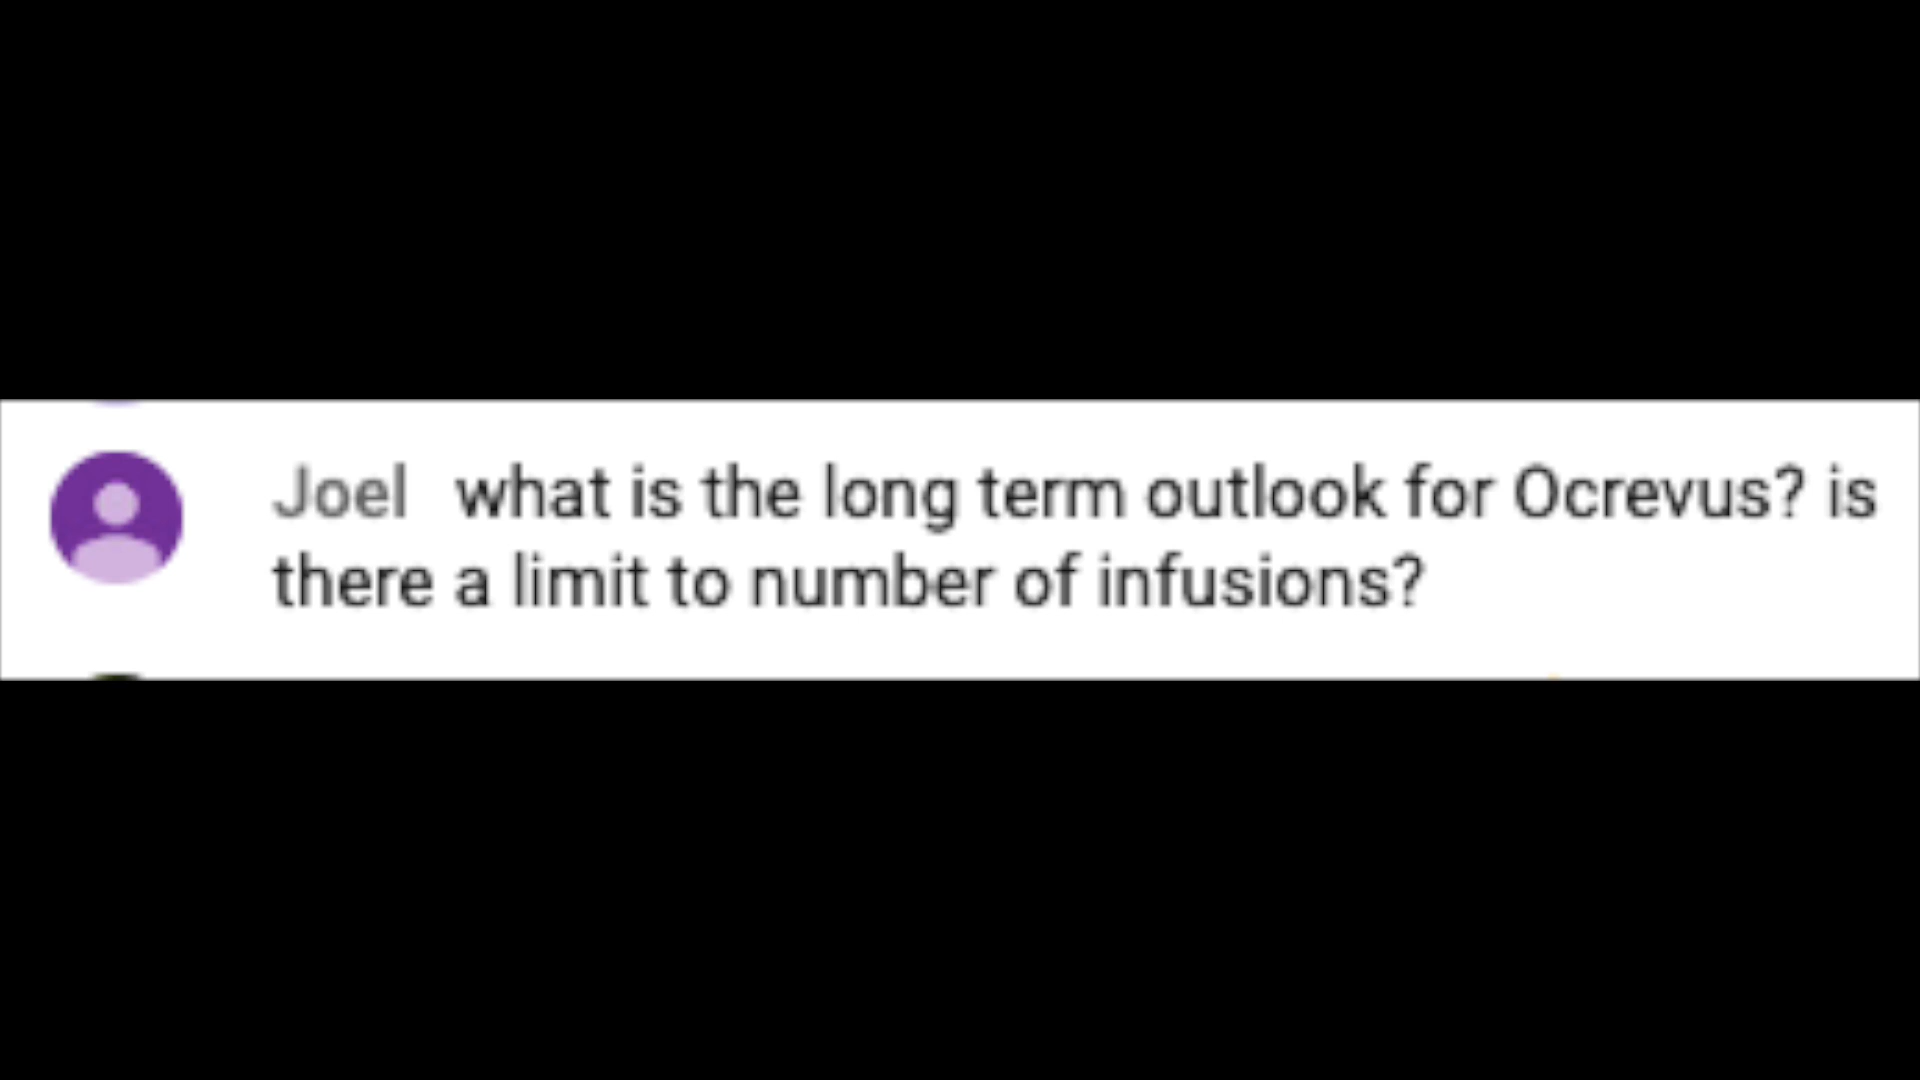 Joel what is the long term outlook for Ocrevus? is
there a limit to number of infusions?